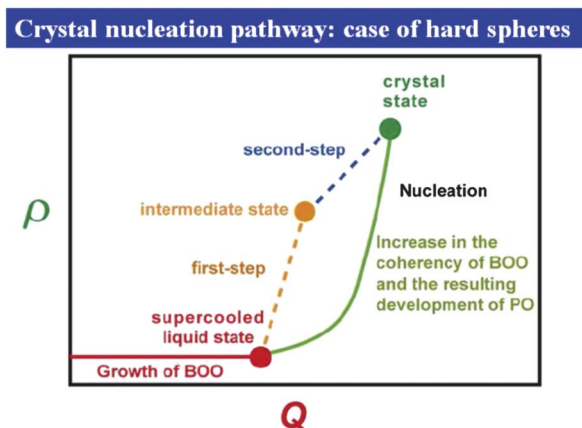 Crystal nucleation pathway: case of hard spheres
crystal
state
second-step
Nucleation
ρ
intermediate state
Increase in the
coherency of BOO
and the resulting
development of PO
first-step
supercooled
liquid state
Growth of BOO
Q